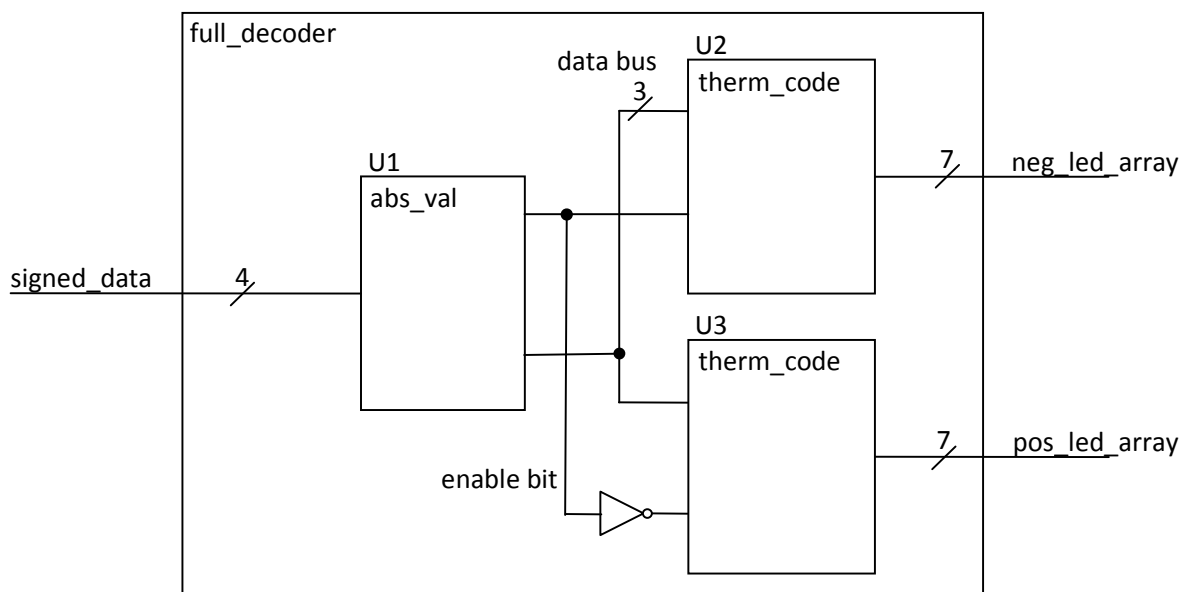 full_decoder
U2
data bus
therm_code
3
7
neg_led_array
U1
abs_val
signed_data
4
U3
therm_code
7
pos_led_array
enable bit